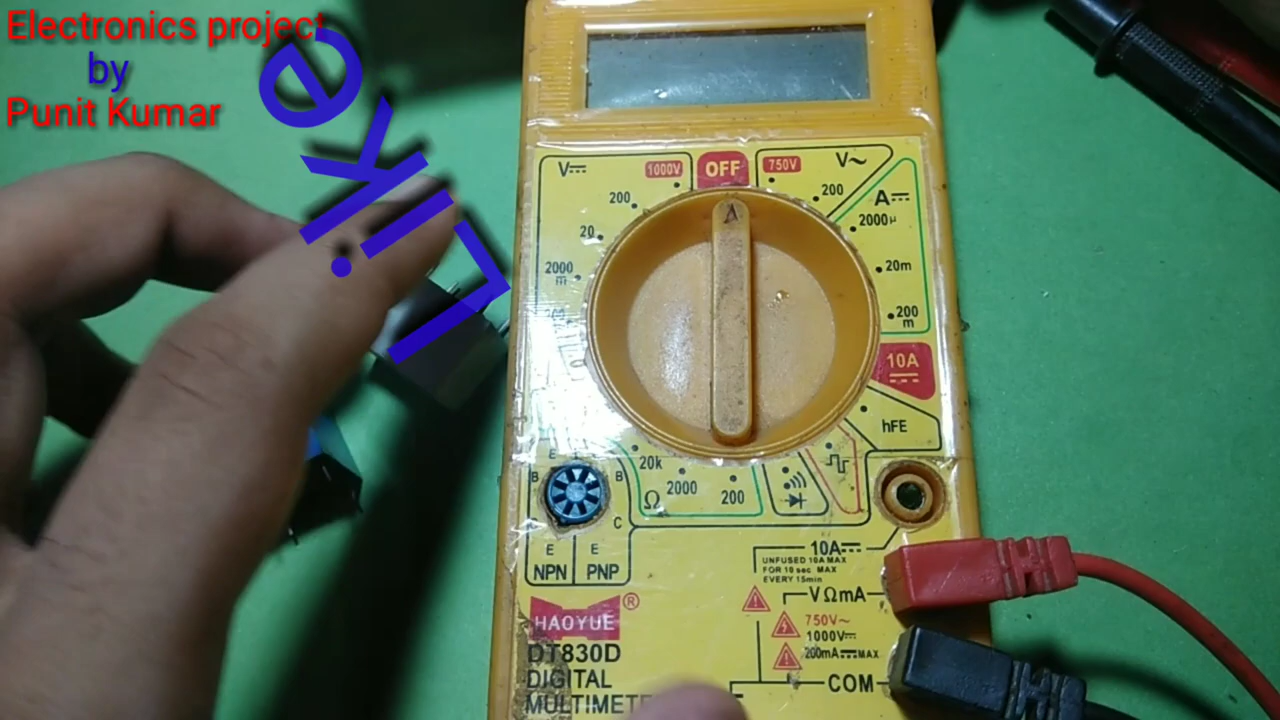 Electronics project
by
Punit Kumar
Like
V 1000V OFF 750V V~
200 200
A
2000µ
20
20m
2000
m
200
m
10A
hFE
20k
2000
200
Ω
E
B B
C
E E
NPN PNP
10A
UNFUSED 10A MAX
FOR 10 sec MAX
EVERY 15min
VΩmA
750V~
1000V
200mA MAX
COM
HAOYUE ®
DT830D
DIGITAL